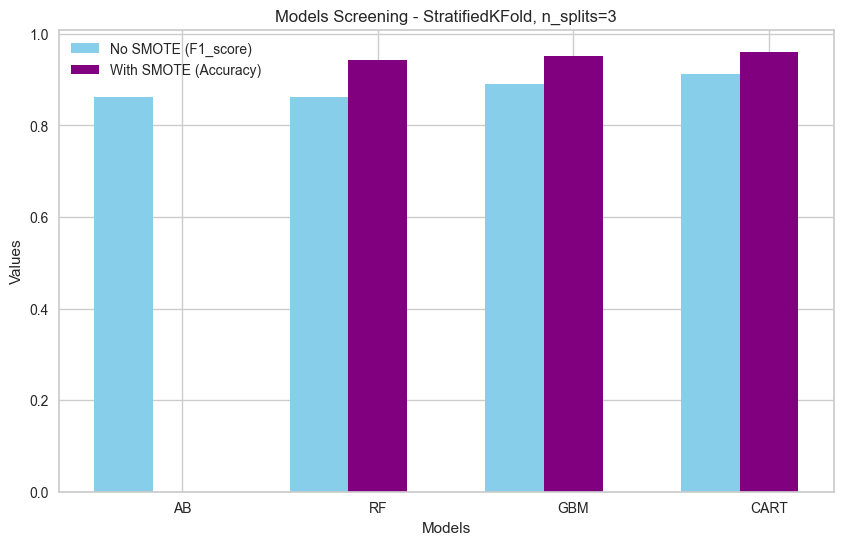 Models Screening - StratifiedKFold, n_splits=3
No SMOTE (F1_score)
With SMOTE (Accuracy)
1.0
0.8
0.6
0.4
0.2
0.0
Values
AB
RF
GBM
CART
Models